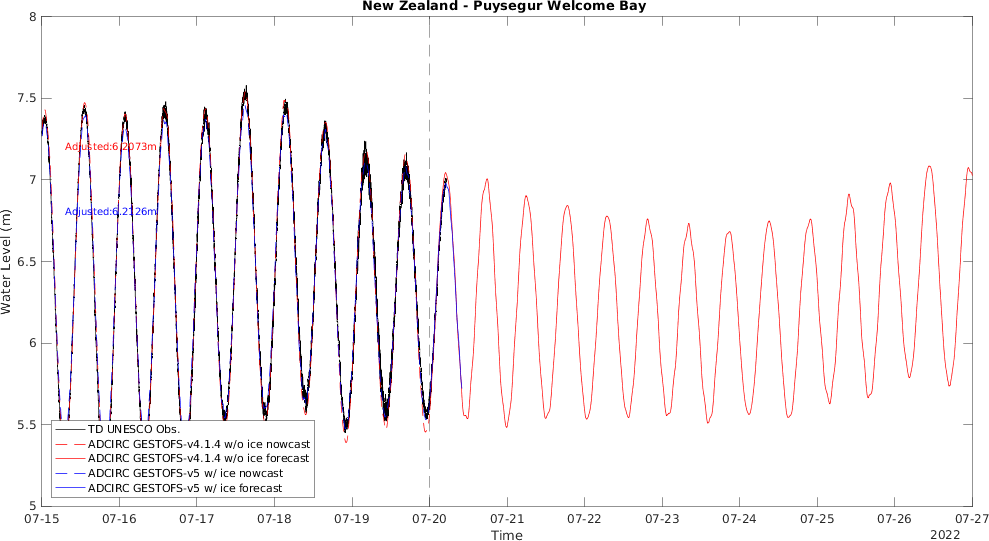 New Zealand - Puysegur Welcome Bay
8
7.5
7
6.5
6
5.5
5
Water Level (m)
Adjusted:6.2073m
Adjusted:6.2126m
TD UNESCO Obs.
ADCIRC GESTOFS-v4.1.4 w/o ice nowcast
ADCIRC GESTOFS-v4.1.4 w/o ice forecast
ADCIRC GESTOFS-v5 w/ ice nowcast
ADCIRC GESTOFS-v5 w/ ice forecast
07-15 07-16 07-17 07-18 07-19 07-20 07-21 07-22 07-23 07-24 07-25 07-26 07-27
Time
2022